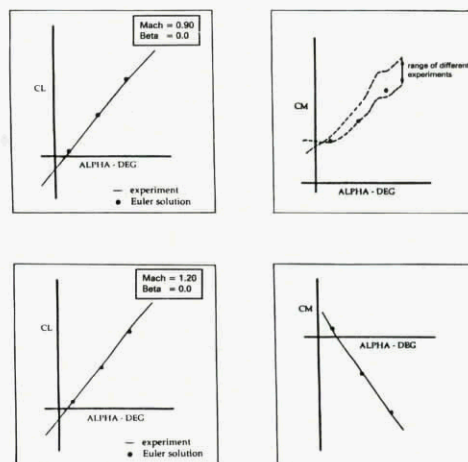 Mach = 0.90
Beta = 0.0
CL
ALPHA - DEG
— experiment
• Euler solution
range of different
experiments
CM
ALPHA - DEG
Mach = 1.20
Beta = 0.0
CL
ALPHA - DEG
— experiment
• Euler solution
CM
ALPHA - DEG